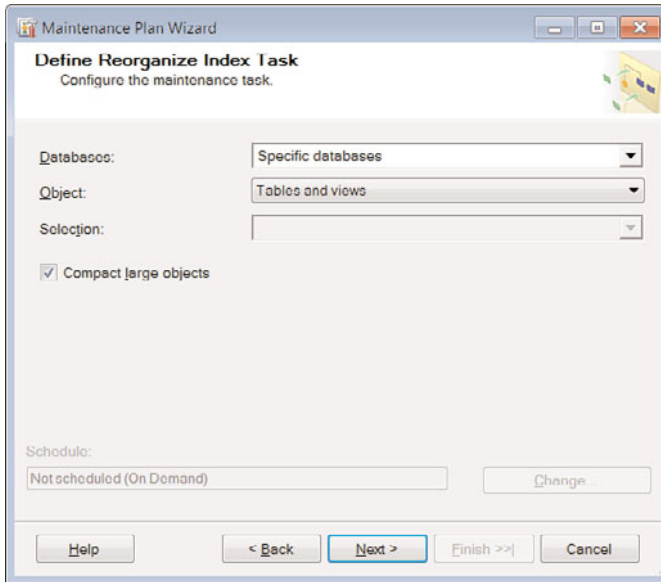 Maintenance Plan Wizard
Define Reorganize Index Task
Configure the maintenance task.
Databases: Specific databases
Object: Tables and views
Selection:
Compact large objects
Schedule:
Not scheduled (On Demand) Change...
Help < Back Next > Finish >>| Cancel